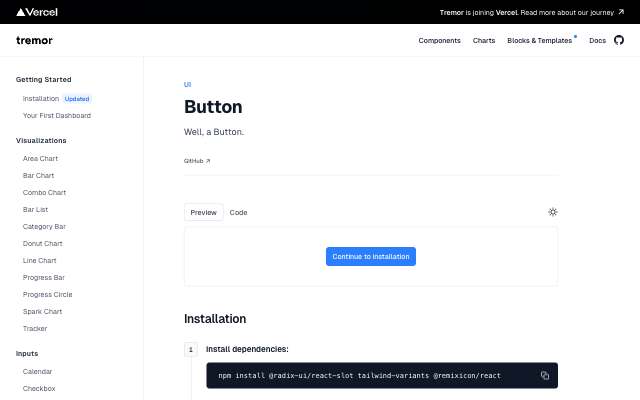 Vercel
Tremor is joining Vercel. Read more about our journey
tremor
Components
Charts
Blocks & Templates
Docs
Getting Started
Installation Updated
Your First Dashboard
Visualizations
Area Chart
Bar Chart
Combo Chart
Bar List
Category Bar
Donut Chart
Line Chart
Progress Bar
Progress Circle
Spark Chart
Tracker
Inputs
Calendar
Checkbox
UI
Button
Well, a Button.
GitHub
Preview Code
Continue to Installation
Installation
1 Install dependencies:
npm install @radix-ui/react-slot tailwind-variants @remixicon/react